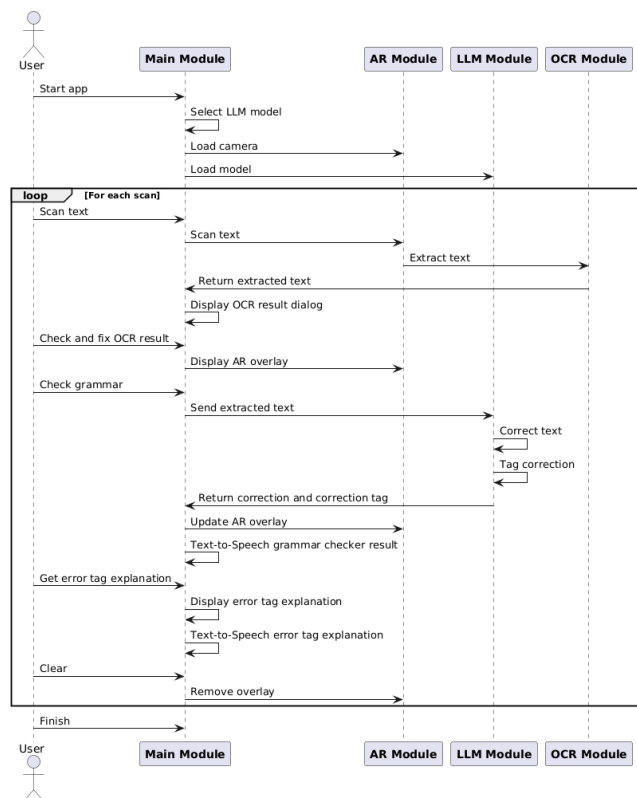 User
Main Module
AR Module
LLM Module
OCR Module
Start app
Select LLM model
Load camera
Load model
loop [For each scan]
Scan text
Scan text
Extract text
Return extracted text
Display OCR result dialog
Check and fix OCR result
Display AR overlay
Check grammar
Send extracted text
Correct text
Tag correction
Return correction and correction tag
Update AR overlay
Text-to-Speech grammar checker result
Get error tag explanation
Display error tag explanation
Text-to-Speech error tag explanation
Clear
Remove overlay
Finish
User
Main Module
AR Module
LLM Module
OCR Module